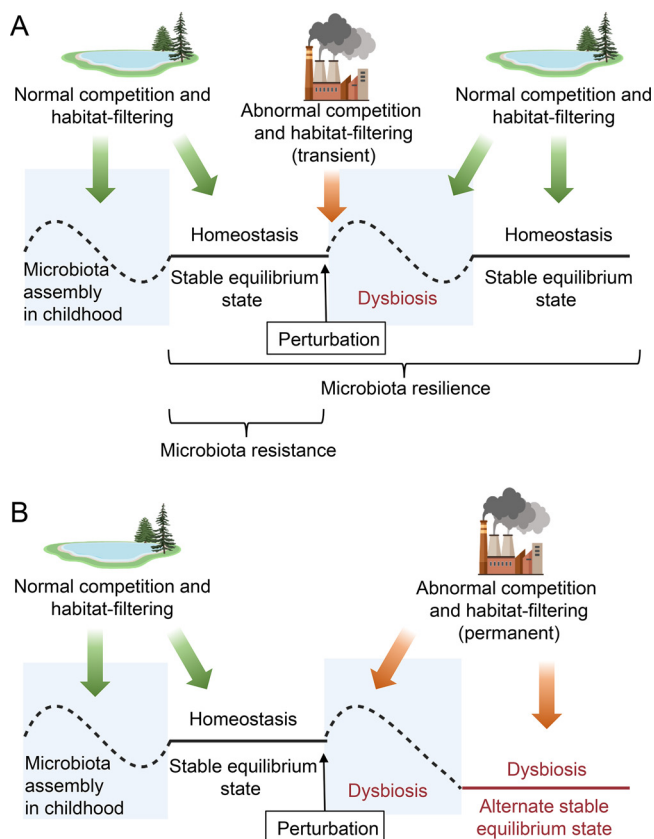 A
Normal competition and
habitat-filtering
Abnormal competition
and habitat-filtering
(transient)
Normal competition and
habitat-filtering
Microbiota
assembly
in childhood
Homeostasis
Stable equilibrium
state
Dysbiosis
Homeostasis
Stable equilibrium
state
Perturbation
Microbiota resilience
Microbiota resistance
B
Normal competition and
habitat-filtering
Abnormal competition
and habitat-filtering
(permanent)
Microbiota
assembly
in childhood
Homeostasis
Stable equilibrium
state
Dysbiosis
Dysbiosis
Alternate stable
equilibrium state
Perturbation